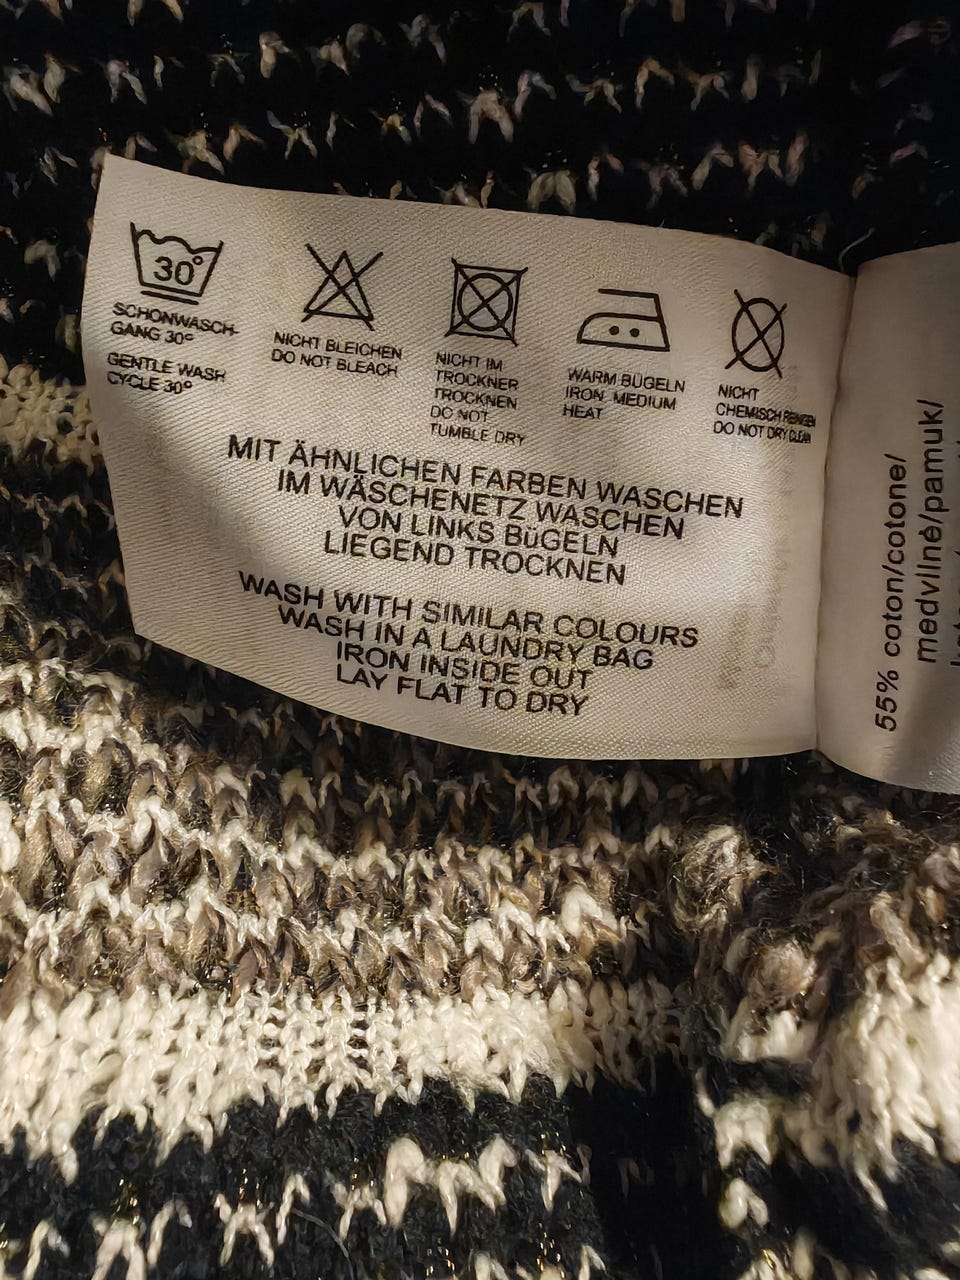 30°
SCHONWASCH-
GANG 30°
GENTLE WASH
CYCLE 30°
NICHT BLEICHEN
DO NOT BLEACH
NICHT IM
TROCKNER
TROCKNEN
DO NOT
TUMBLE DRY
WARM BÜGELN
IRON MEDIUM
HEAT
NICHT
CHEMISCH REINIGEN
DO NOT DRY CLEAN
MIT ÄHNLICHEN FARBEN WASCHEN
IM WÄSCHENETZ WASCHEN
VON LINKS BüGELN
LIEGEND TROCKNEN
WASH WITH SIMILAR COLOURS
WASH IN A LAUNDRY BAG
IRON INSIDE OUT
LAY FLAT TO DRY
55% coton/cotone/
medvilnė/pamuk/